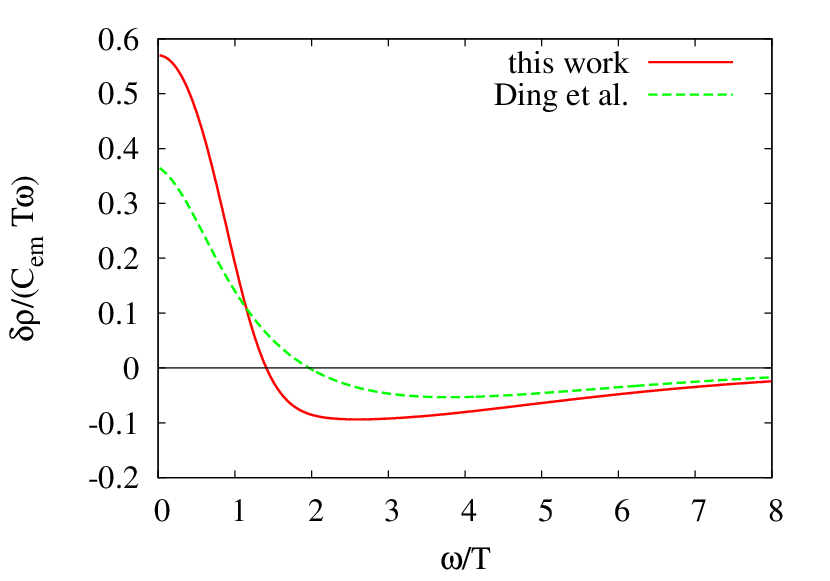 0.6
this work
Ding et al.
0.5
0.4
0.3
0.2
0.1
0
-0.1
-0.2
δρ/(C_em Tω)
0 1 2 3 4 5 6 7 8
ω/T